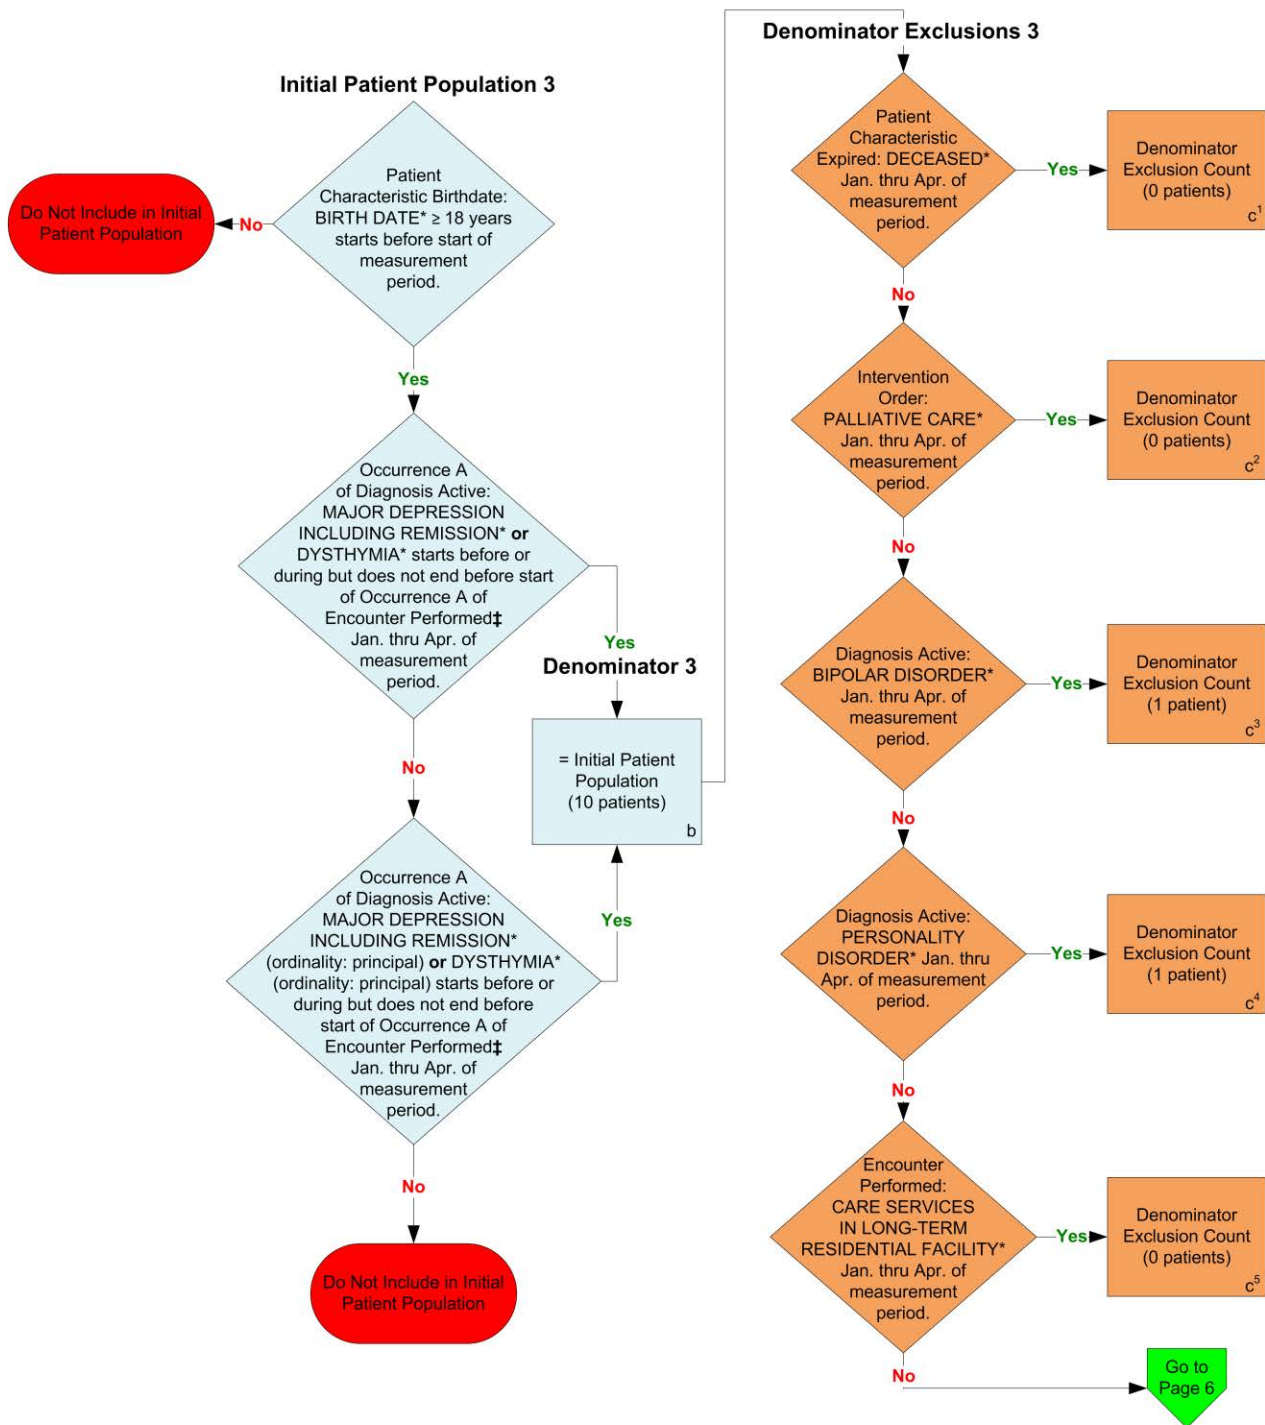 Initial Patient Population 3
Patient
Characteristic Birthdate:
BIRTH DATE* ≥ 18 years
starts before start of
measurement
period.
No
Do Not Include in Initial
Patient Population
Yes
Occurrence A
of Diagnosis Active:
MAJOR DEPRESSION
INCLUDING REMISSION* or
DYSTHYMIA* starts before or
during but does not end before start
of Occurrence A of
Encounter Performed‡
Jan. thru Apr. of
measurement
period.
Yes
No
Occurrence A
of Diagnosis Active:
MAJOR DEPRESSION
INCLUDING REMISSION*
(ordinality: principal) or DYSTHYMIA*
(ordinality: principal) starts before or
during but does not end before
start of Occurrence A of
Encounter Performed‡
Jan. thru Apr. of
measurement
period.
Yes
No
Do Not Include in Initial
Patient Population
Denominator 3
= Initial Patient
Population
(10 patients)
b
Denominator Exclusions 3
Patient
Characteristic
Expired: DECEASED*
Jan. thru Apr. of
measurement
period.
Yes
Denominator
Exclusion Count
(0 patients)
c1
No
Intervention
Order:
PALLIATIVE CARE*
Jan. thru Apr. of
measurement
period.
Yes
Denominator
Exclusion Count
(0 patients)
c2
No
Diagnosis Active:
BIPOLAR DISORDER*
Jan. thru Apr. of
measurement
period.
Yes
Denominator
Exclusion Count
(1 patient)
c3
No
Diagnosis Active:
PERSONALITY
DISORDER* Jan. thru
Apr. of measurement
period.
Yes
Denominator
Exclusion Count
(1 patient)
c4
No
Encounter
Performed:
CARE SERVICES
IN LONG-TERM
RESIDENTIAL FACILITY*
Jan. thru Apr. of
measurement
period.
Yes
Denominator
Exclusion Count
(0 patients)
c5
No
Go to
Page 6